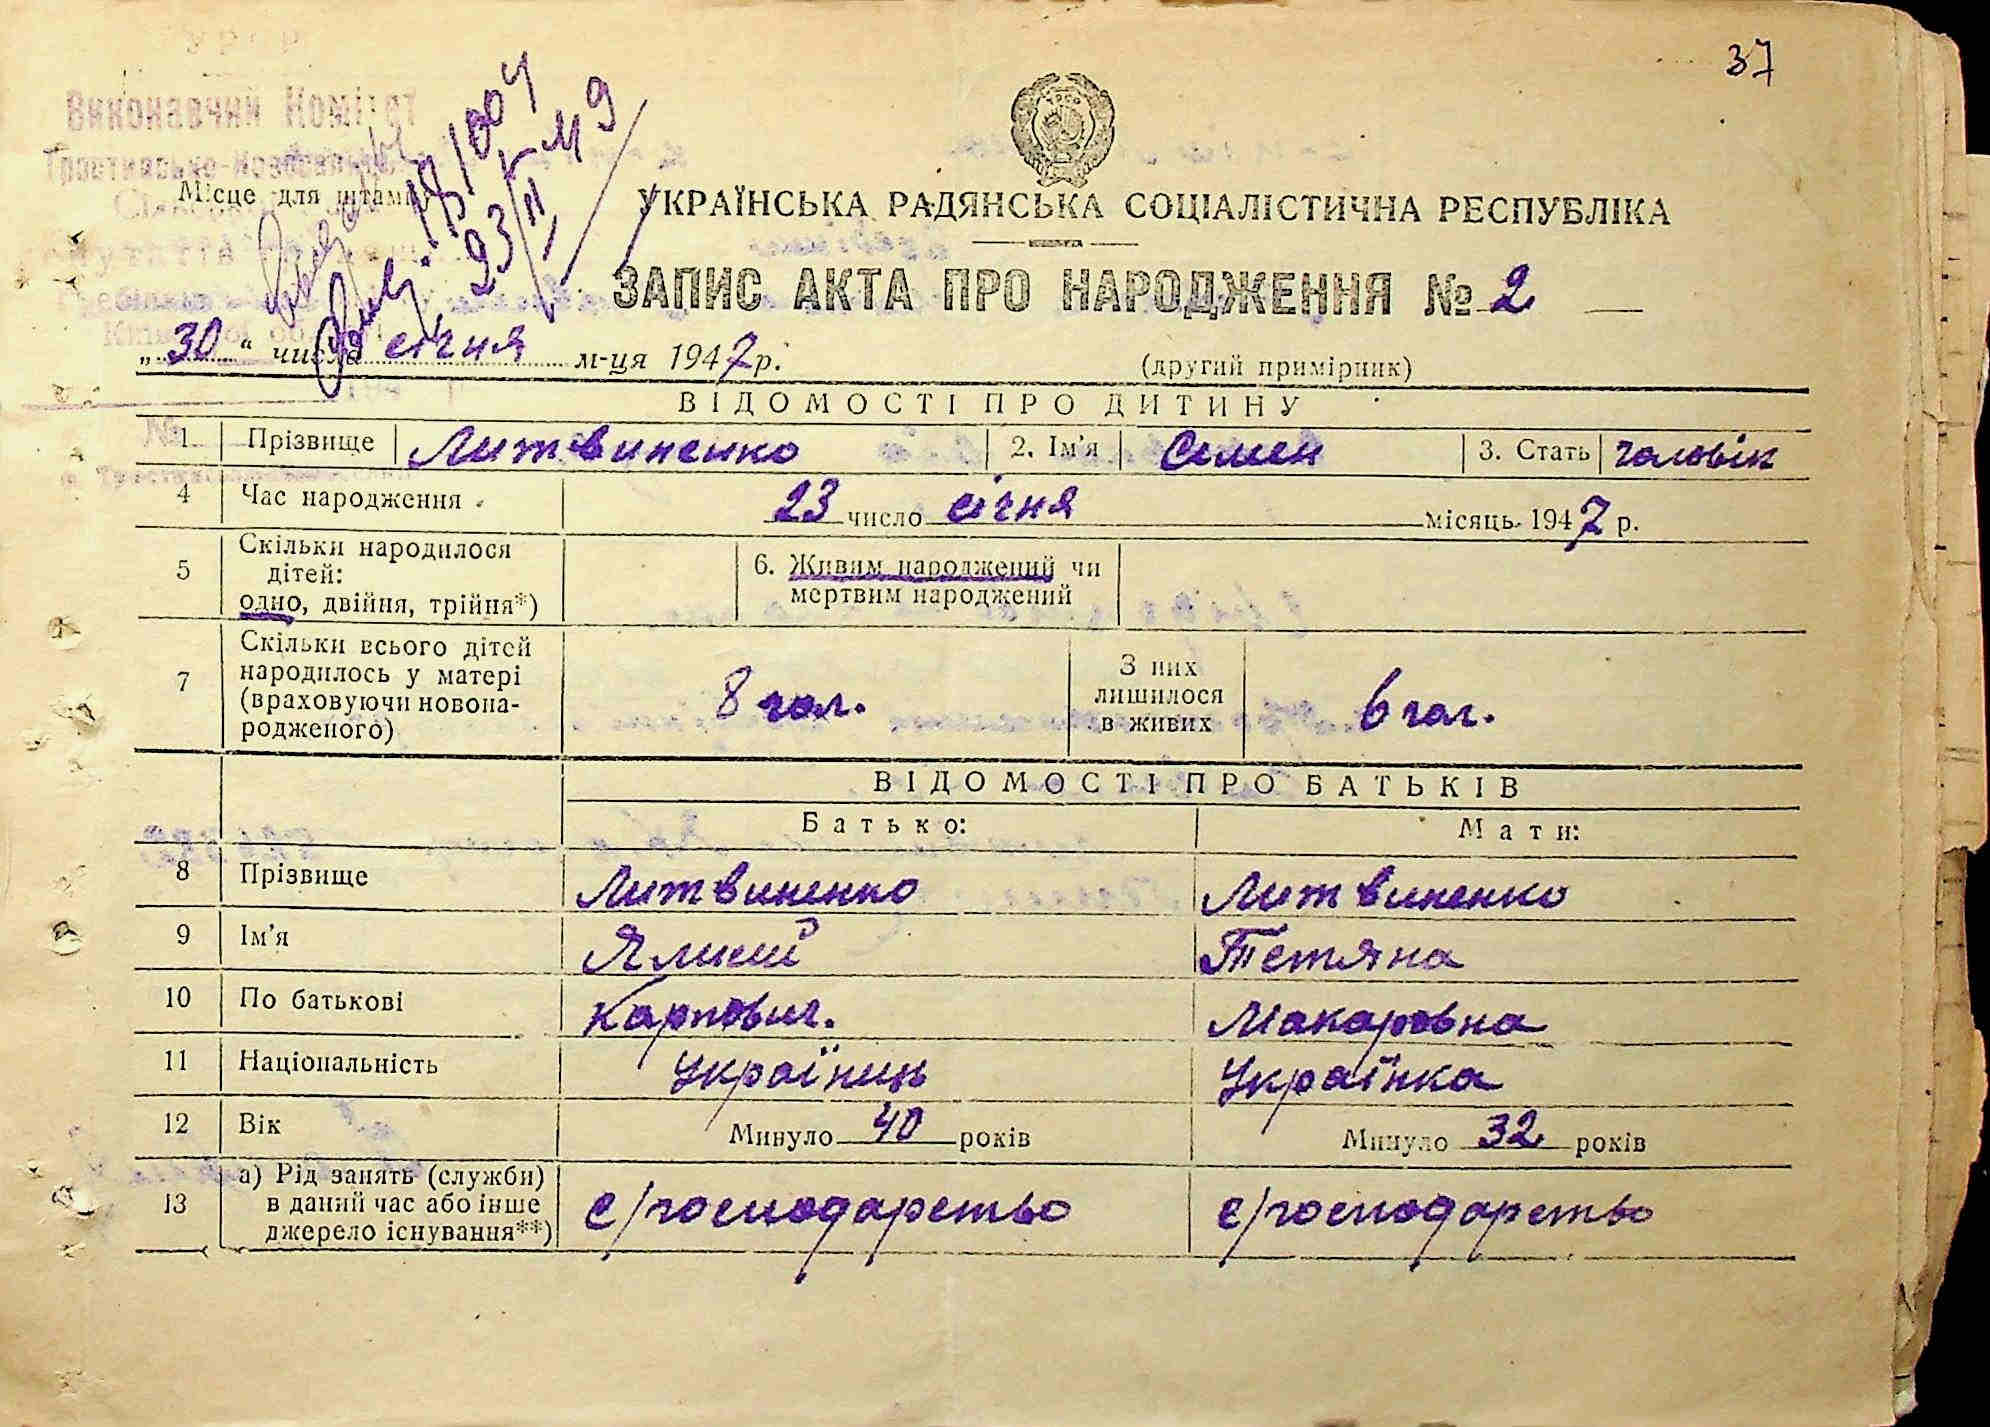 37
Виконавчий Комітет
Місце для штампу
УКРАЇНСЬКА РАДЯНСЬКА СОЦІАЛІСТИЧНА РЕСПУБЛІКА
ЗАПИС АКТА ПРО НАРОДЖЕННЯ № 2
„30“ числа січня м-ця 1947 р.
(другий примірник)
ВІДОМОСТІ ПРО ДИТИНУ
1 Прізвище Литвиненко 2. Ім’я Семен 3. Стать чоловік
4 Час народження 23 число січня місяць 1947 р.
5 Скільки народилося дітей: одно, двійня, трійня*) 6. Живим народжений чи мертвим народжений
7 Скільки всього дітей народилось у матері (враховуючи новонародженого) 8 чол. З них лишилося в живих 6 чол.
ВІДОМОСТІ ПРО БАТЬКІВ
Батько: Мати:
8 Прізвище Литвиненко Литвиненко
9 Ім’я Тетяна
10 По батькові Карпович. Макаровна
11 Національність Українць Українка
12 Вік Минуло 40 років Минуло 32 років
13 а) Рід занять (служби) в даний час або інше джерело існування**) с/господарство с/господарство